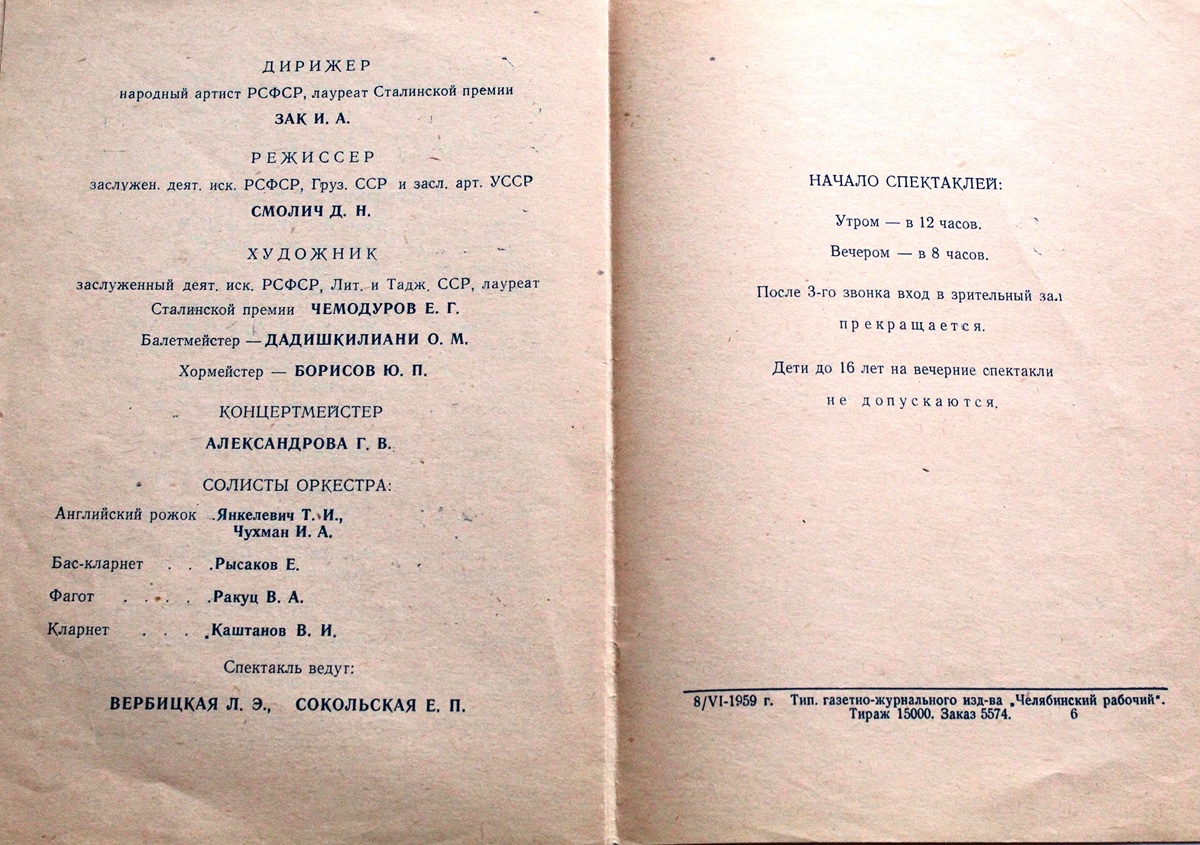 ДИРИЖЕР
народный артист РСФСР, лауреат Сталинской премии
ЗАК И. А.
РЕЖИССЕР
заслужен. деят. иск. РСФСР, Груз. ССР и засл. арт. УССР
СМОЛИЧ Д. Н.
ХУДОЖНИК
заслуженный деят. иск. РСФСР, Лит. и Тадж. ССР, лауреат
Сталинской премии ЧЕМОДУРОВ Е. Г.
Балетмейстер — ДАДИШКИЛИАНИ О. М.
Хормейстер — БОРИСОВ Ю. П.
КОНЦЕРТМЕЙСТЕР
АЛЕКСАНДРОВА Г. В.
СОЛИСТЫ ОРКЕСТРА:
Английский рожок . Янкелевич Т. И.,
Чухман И. А.
Бас-кларнет . . . Рысаков Е.
Фагот . . . . . Ракуц В. А.
Кларнет . . . . Каштанов В. И.
Спектакль ведут:
ВЕРБИЦКАЯ Л. Э., СОКОЛЬСКАЯ Е. П.
НАЧАЛО СПЕКТАКЛЕЙ:
Утром — в 12 часов.
Вечером — в 8 часов.
После 3-го звонка вход в зрительный зал
прекращается.
Дети до 16 лет на вечерние спектакли
не допускаются.
8/VI-1959 г. Тип. газетно-журнального изд-ва „Челябинский рабочий“.
Тираж 15000. Заказ 5574. 6